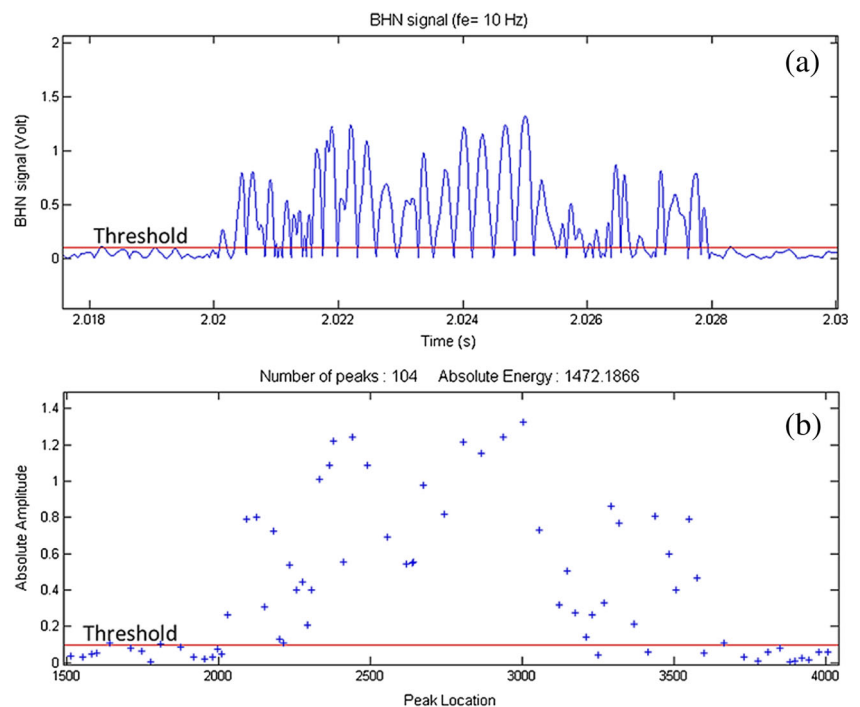 BHN signal (fe= 10 Hz)
(a)
2
1.5
1
0.5
0
BHN signal (Volt)
Threshold
2.018 2.02 2.022 2.024 2.026 2.028 2.03
Time (s)
Number of peaks : 104 Absolute Energy : 1472.1866
(b)
1.4
1.2
1
0.8
0.6
0.4
0.2
0
Absolute Amplitude
Threshold
1500 2000 2500 3000 3500 4000
Peak Location